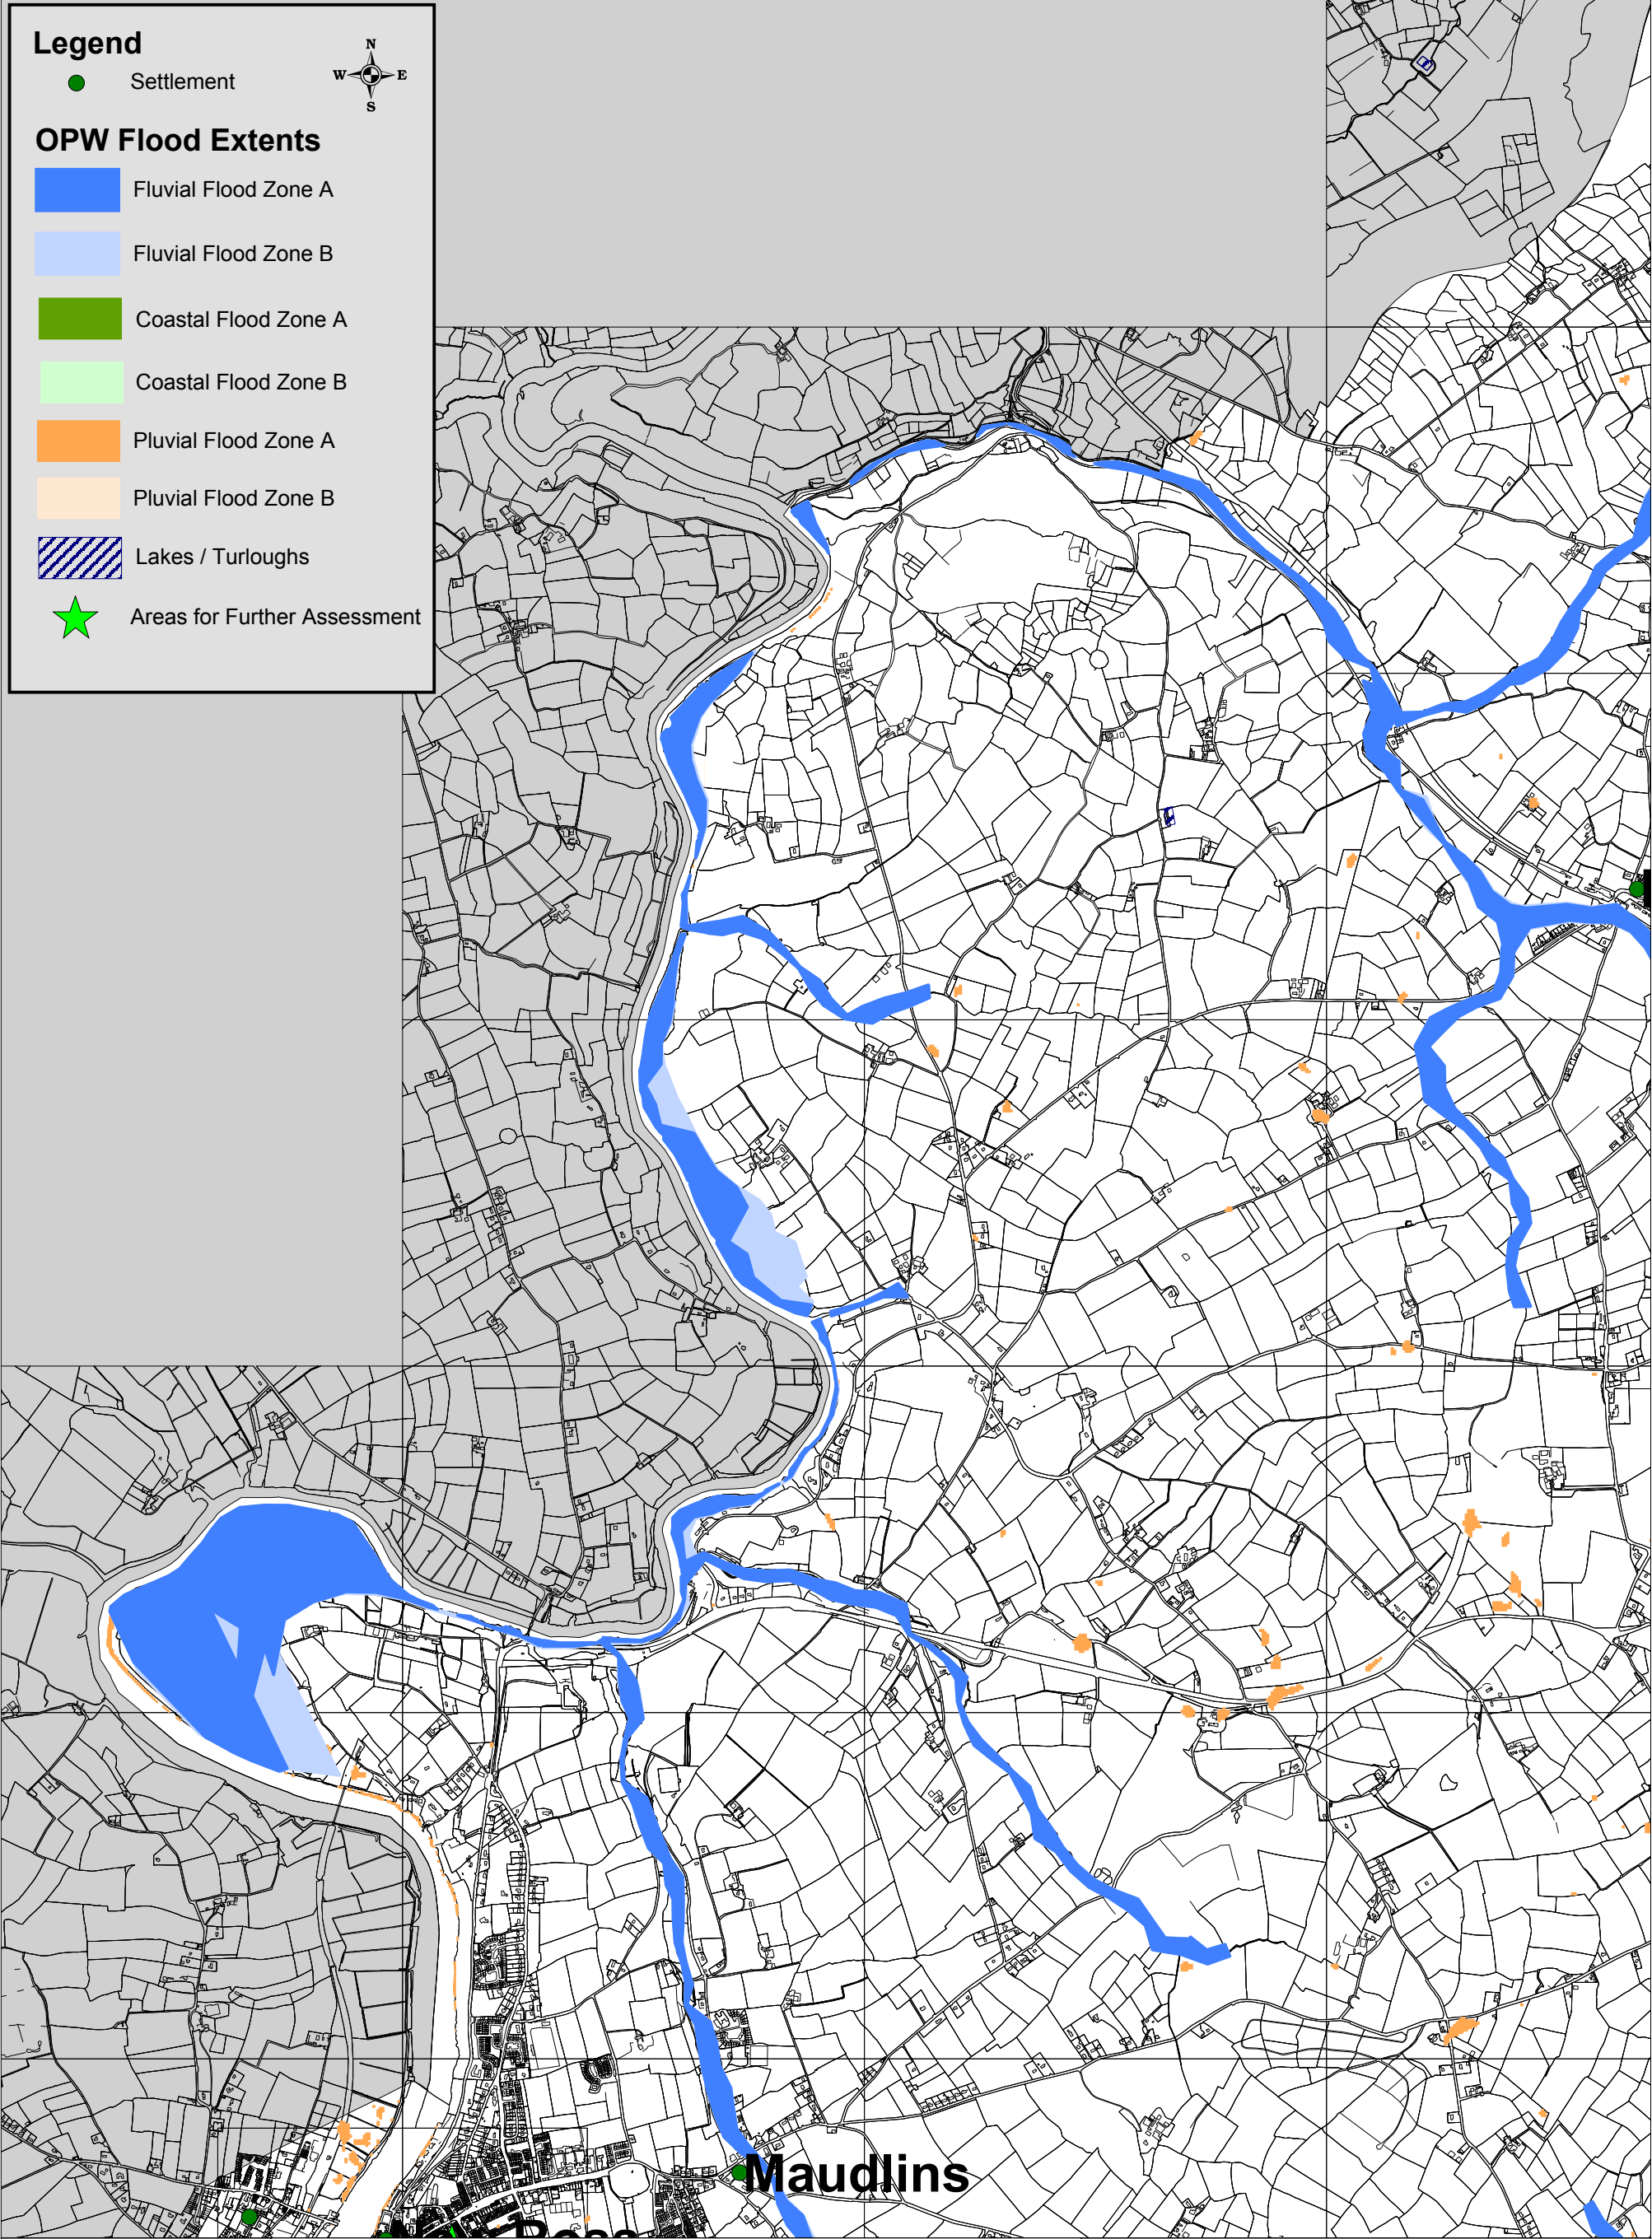 Legend
N
W E
S
Settlement
OPW Flood Extents
Fluvial Flood Zone A
Fluvial Flood Zone B
Coastal Flood Zone A
Coastal Flood Zone B
Pluvial Flood Zone A
Pluvial Flood Zone B
Lakes / Turloughs
Areas for Further Assessment
Maudlins
Ross